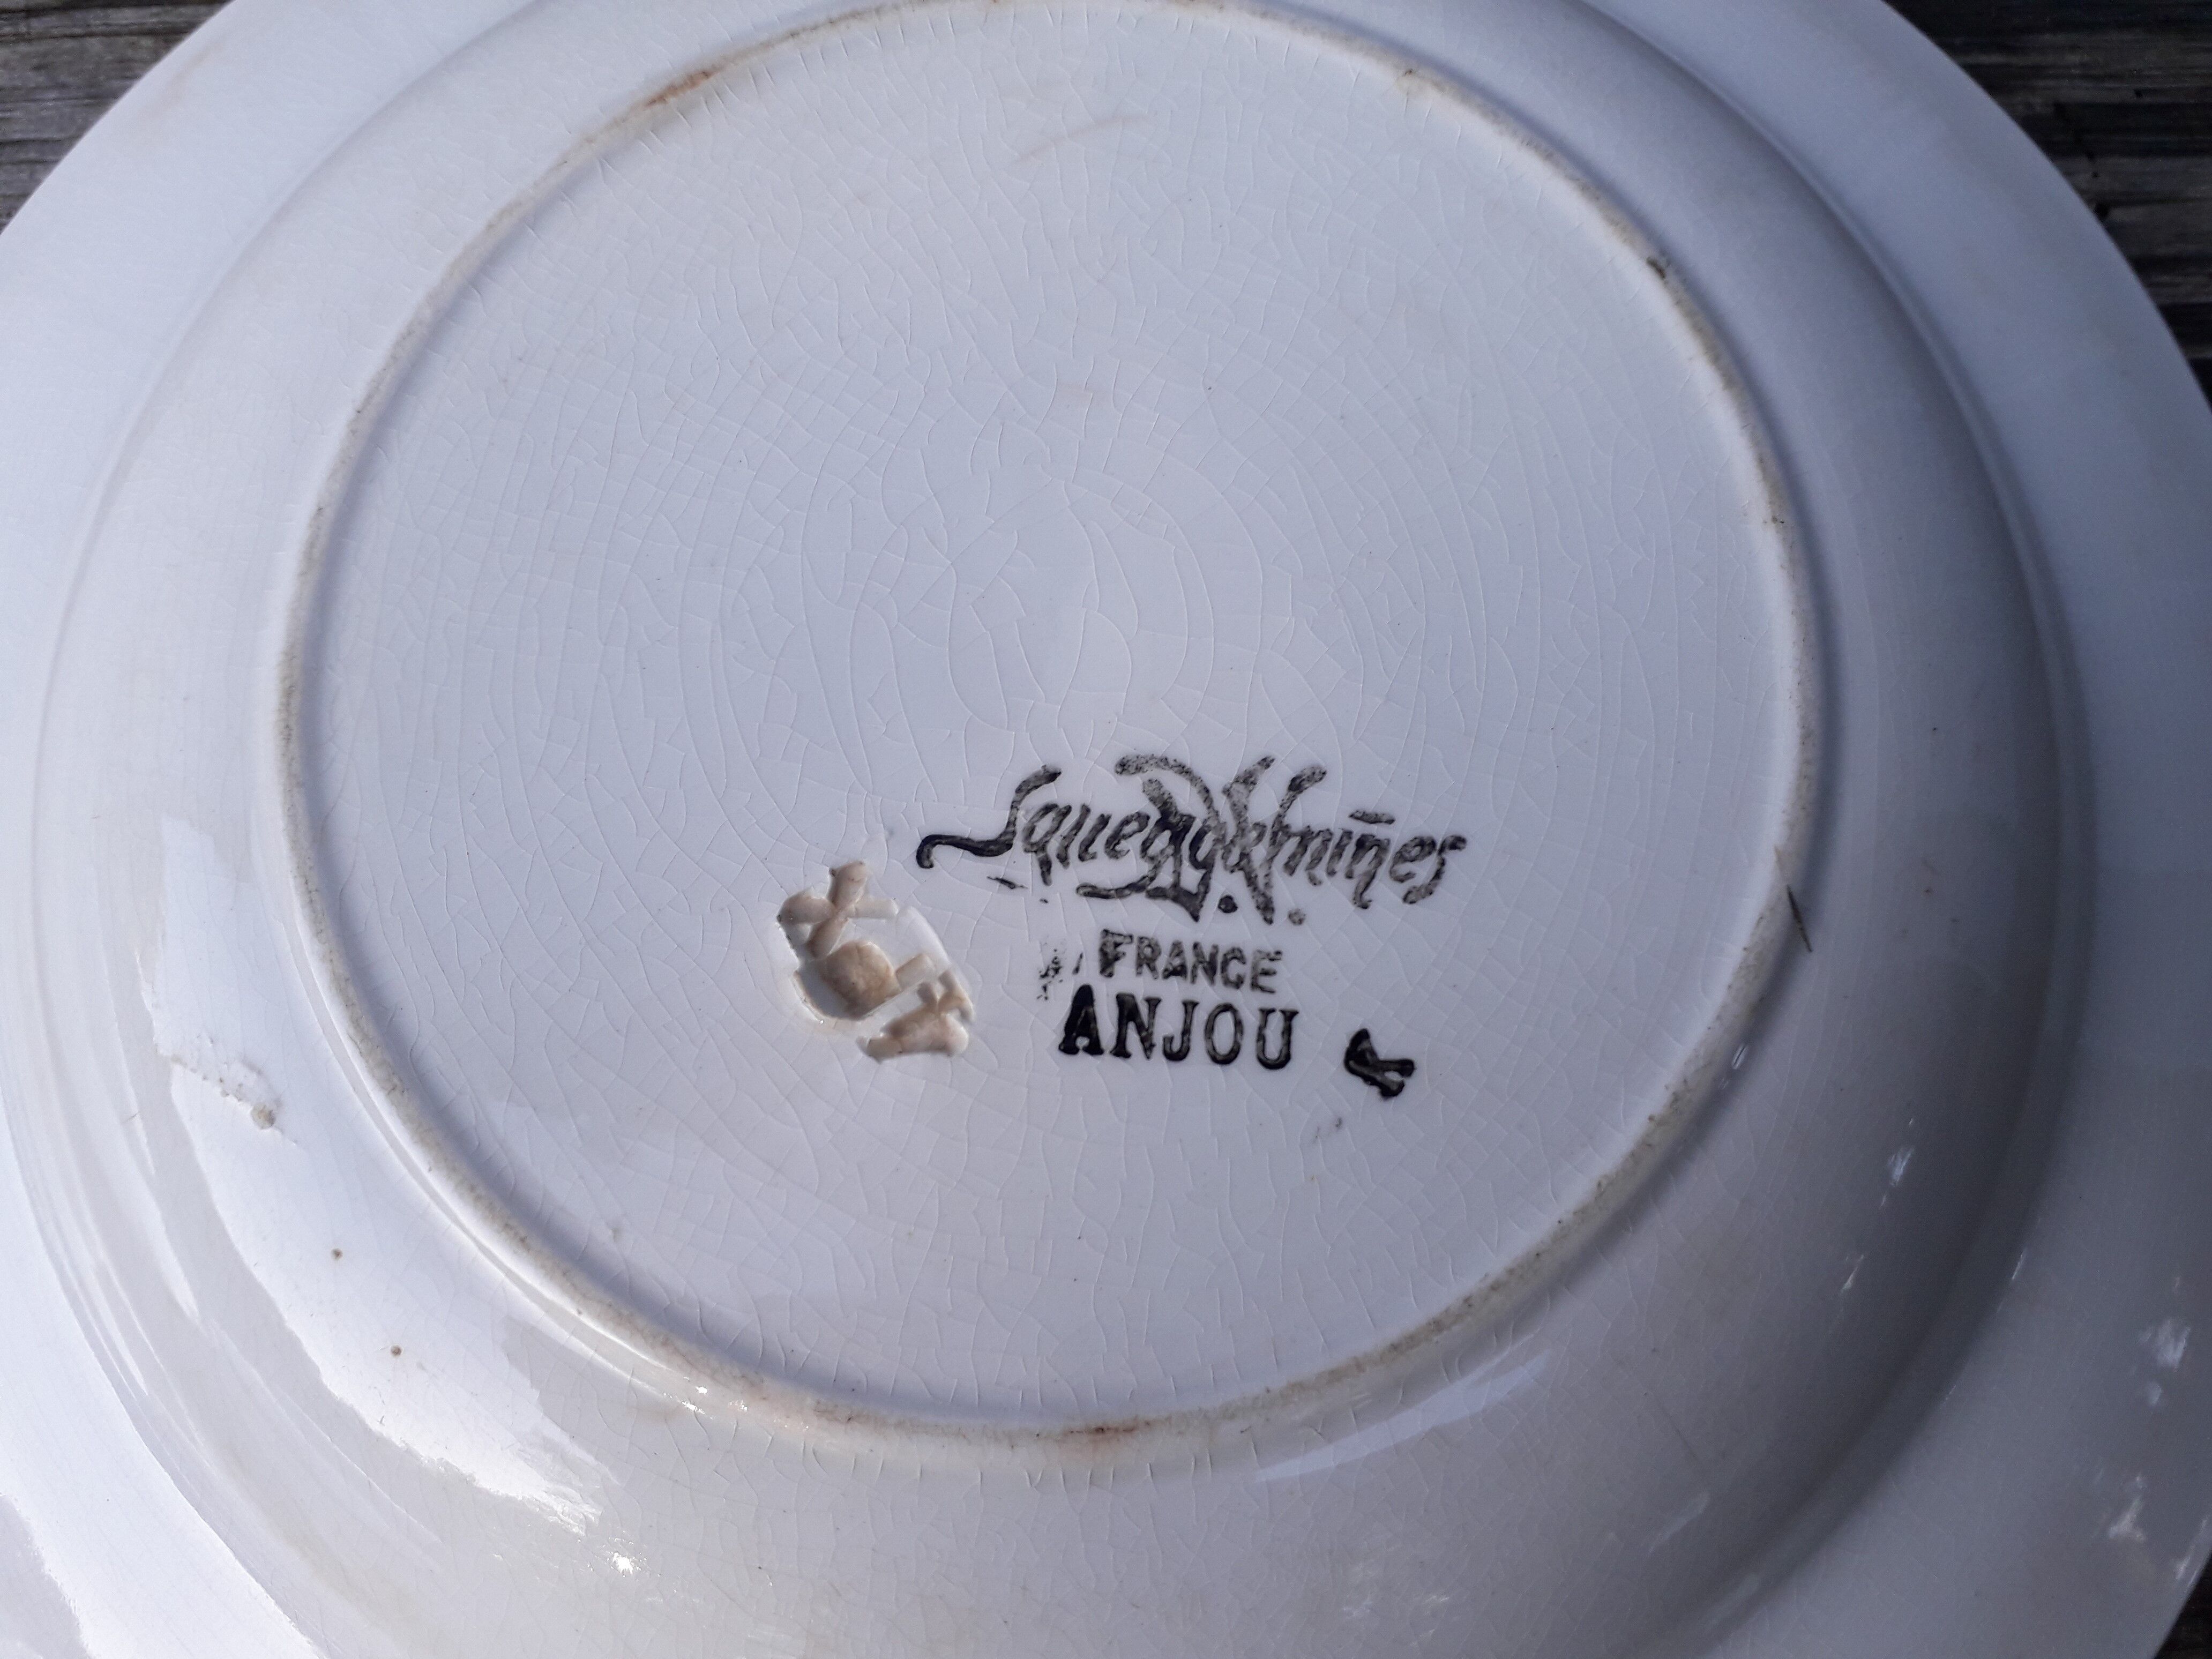 Sarreguemines
D.V.
FRANCE
ANJOU